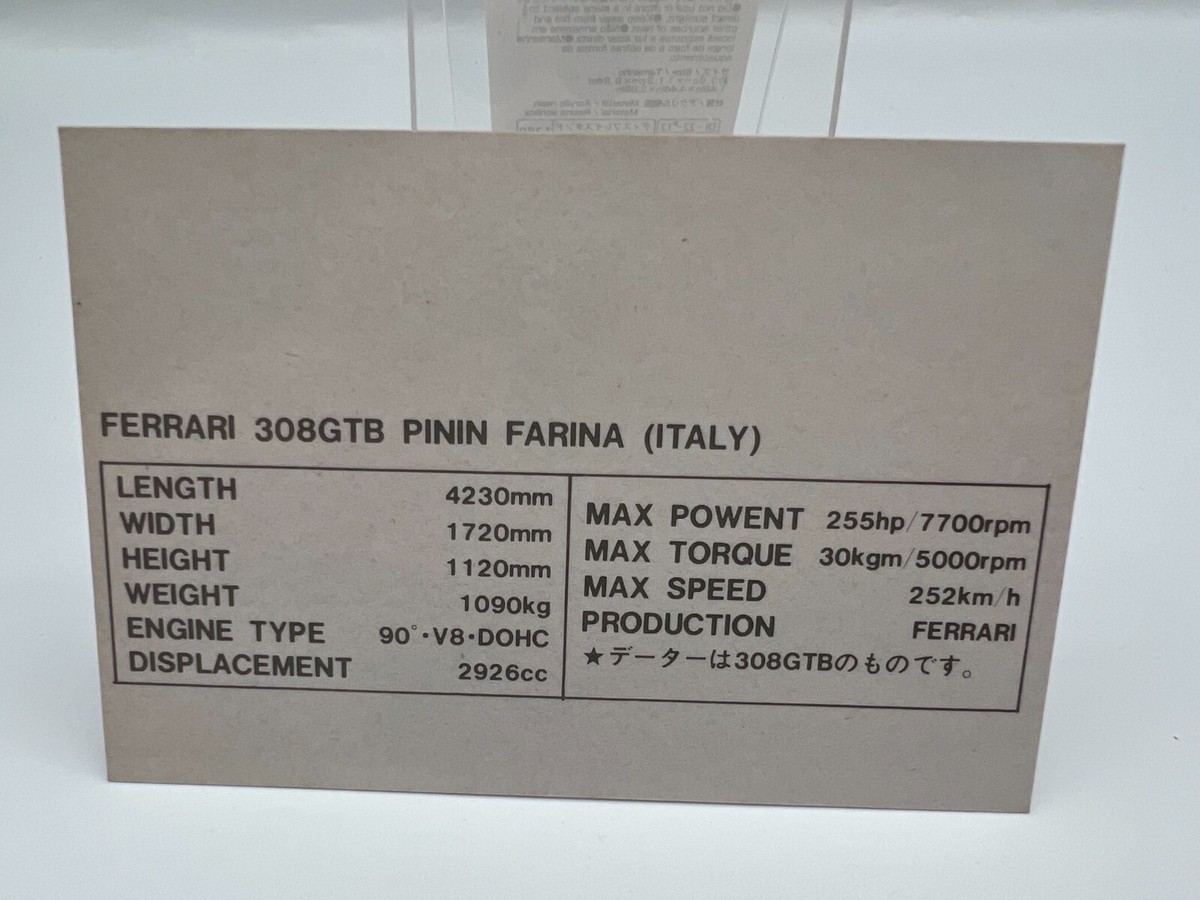 FERRARI 308GTB PININ FARINA (ITALY)
LENGTH 4230mm
WIDTH 1720mm
HEIGHT 1120mm
WEIGHT 1090kg
ENGINE TYPE 90°·V8·DOHC
DISPLACEMENT 2926cc
MAX POWENT 255hp/7700rpm
MAX TORQUE 30kgm/5000rpm
MAX SPEED 252km/h
PRODUCTION FERRARI
★データーは308GTBのものです。